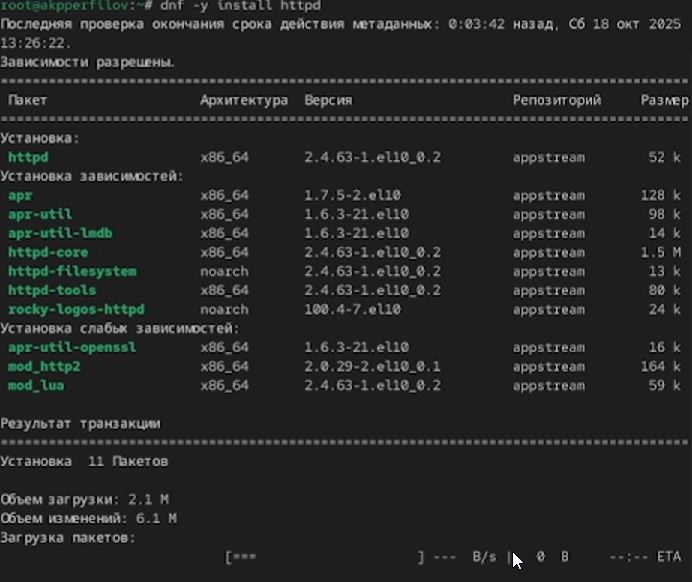 root@akpperfilov:~# dnf -y install httpd
Последняя проверка окончания срока действия метаданных: 0:03:42 назад, Сб 18 окт 2025
13:26:22.
Зависимости разрешены.
================================================================================
Пакет Архитектура Версия Репозиторий Размер
================================================================================
Установка:
httpd x86_64 2.4.63-1.el10_0.2 appstream 52 k
Установка зависимостей:
apr x86_64 1.7.5-2.el10 appstream 128 k
apr-util x86_64 1.6.3-21.el10 appstream 98 k
apr-util-lmdb x86_64 1.6.3-21.el10 appstream 14 k
httpd-core x86_64 2.4.63-1.el10_0.2 appstream 1.5 M
httpd-filesystem noarch 2.4.63-1.el10_0.2 appstream 13 k
httpd-tools x86_64 2.4.63-1.el10_0.2 appstream 80 k
rocky-logos-httpd noarch 100.4-7.el10 appstream 24 k
Установка слабых зависимостей:
apr-util-openssl x86_64 1.6.3-21.el10 appstream 16 k
mod_http2 x86_64 2.0.29-2.el10_0.1 appstream 164 k
mod_lua x86_64 2.4.63-1.el10_0.2 appstream 59 k
Результат транзакции
================================================================================
Установка 11 Пакетов
Объем загрузки: 2.1 M
Объем изменений: 6.1 M
Загрузка пакетов:
[=== ] --- B/s | 0 B --:-- ETA